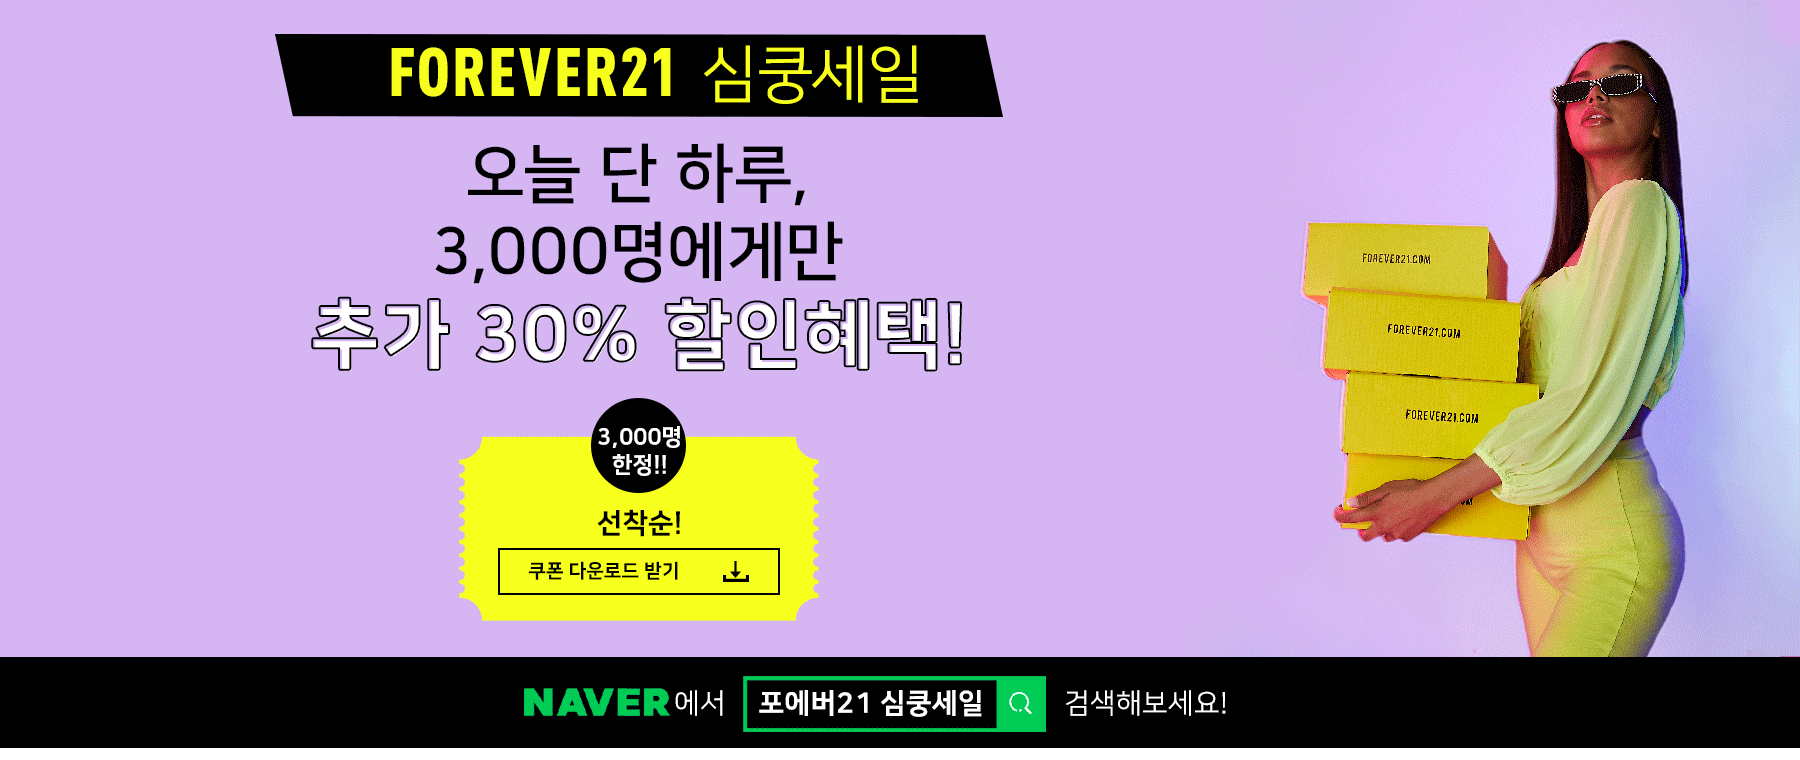 FOREVER21 심쿵세일
오늘 단 하루,
3,000명에게만
추가 30% 할인혜택!
3,000명
한정!!
선착순!
쿠폰 다운로드 받기
FOREVER21.COM
FOREVER21.COM
FOREVER21.COM
NAVER에서 포에버21 심쿵세일 검색해보세요!